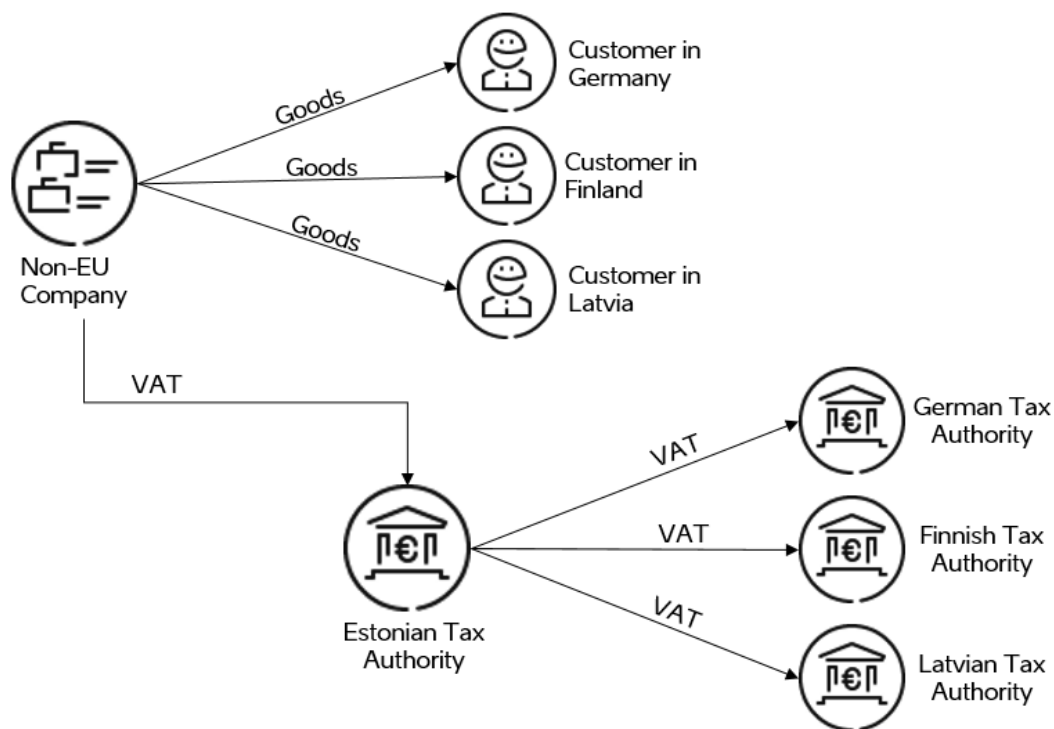 Customer in
Germany
Goods
Goods
Customer in
Finland
Goods
Non-EU
Company
Customer in
Latvia
VAT
German Tax
Authority
VAT
VAT
Finnish Tax
Authority
VAT
Estonian Tax
Authority
Latvian Tax
Authority